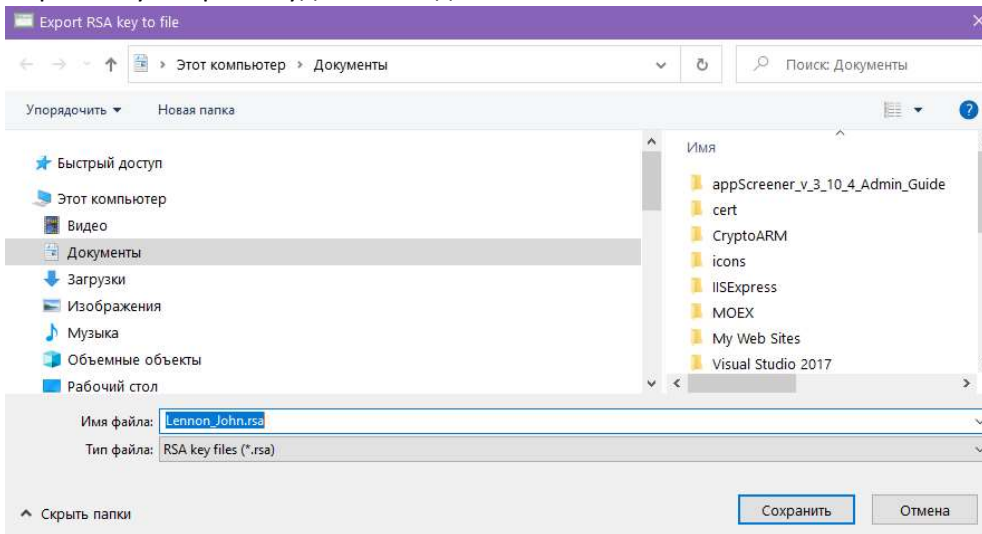 Export RSA key to file
Этот компьютер › Документы
Поиск: Документы
Упорядочить
Новая папка
Быстрый доступ
Этот компьютер
Видео
Документы
Загрузки
Изображения
Музыка
Объемные объекты
Рабочий стол
Имя
appScreener_v_3_10_4_Admin_Guide
cert
CryptoARM
icons
IISExpress
MOEX
My Web Sites
Visual Studio 2017
Имя файла: Lennon_John.rsa
Тип файла: RSA key files (*.rsa)
Скрыть папки
Сохранить
Отмена